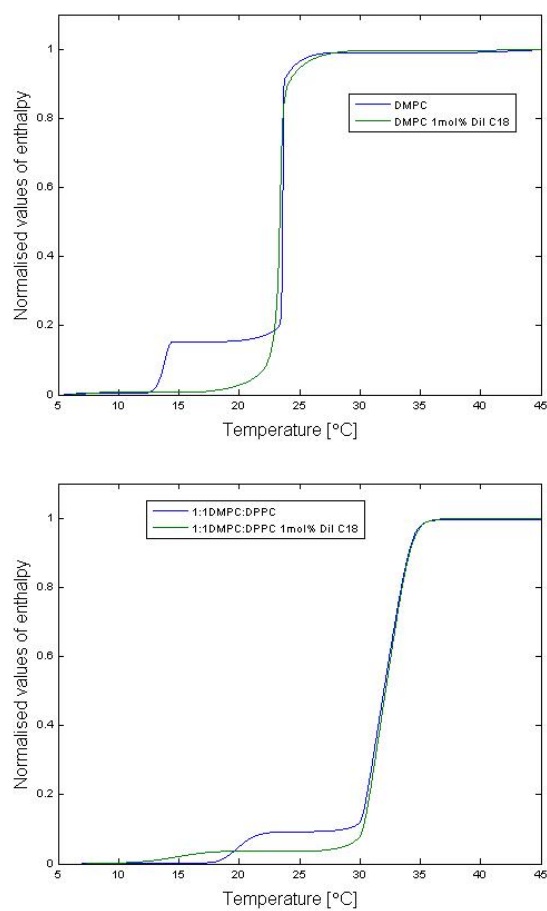 1
0.8
0.6
0.4
0.2
0
Normalised values of enthalpy
DMPC
DMPC 1mol% DiI C18
5 10 15 20 25 30 35 40 45
Temperature [°C]
1
0.8
0.6
0.4
0.2
0
Normalised values of enthalpy
1:1DMPC:DPPC
1:1DMPC:DPPC 1mol% DiI C18
5 10 15 20 25 30 35 40 45
Temperature [°C]